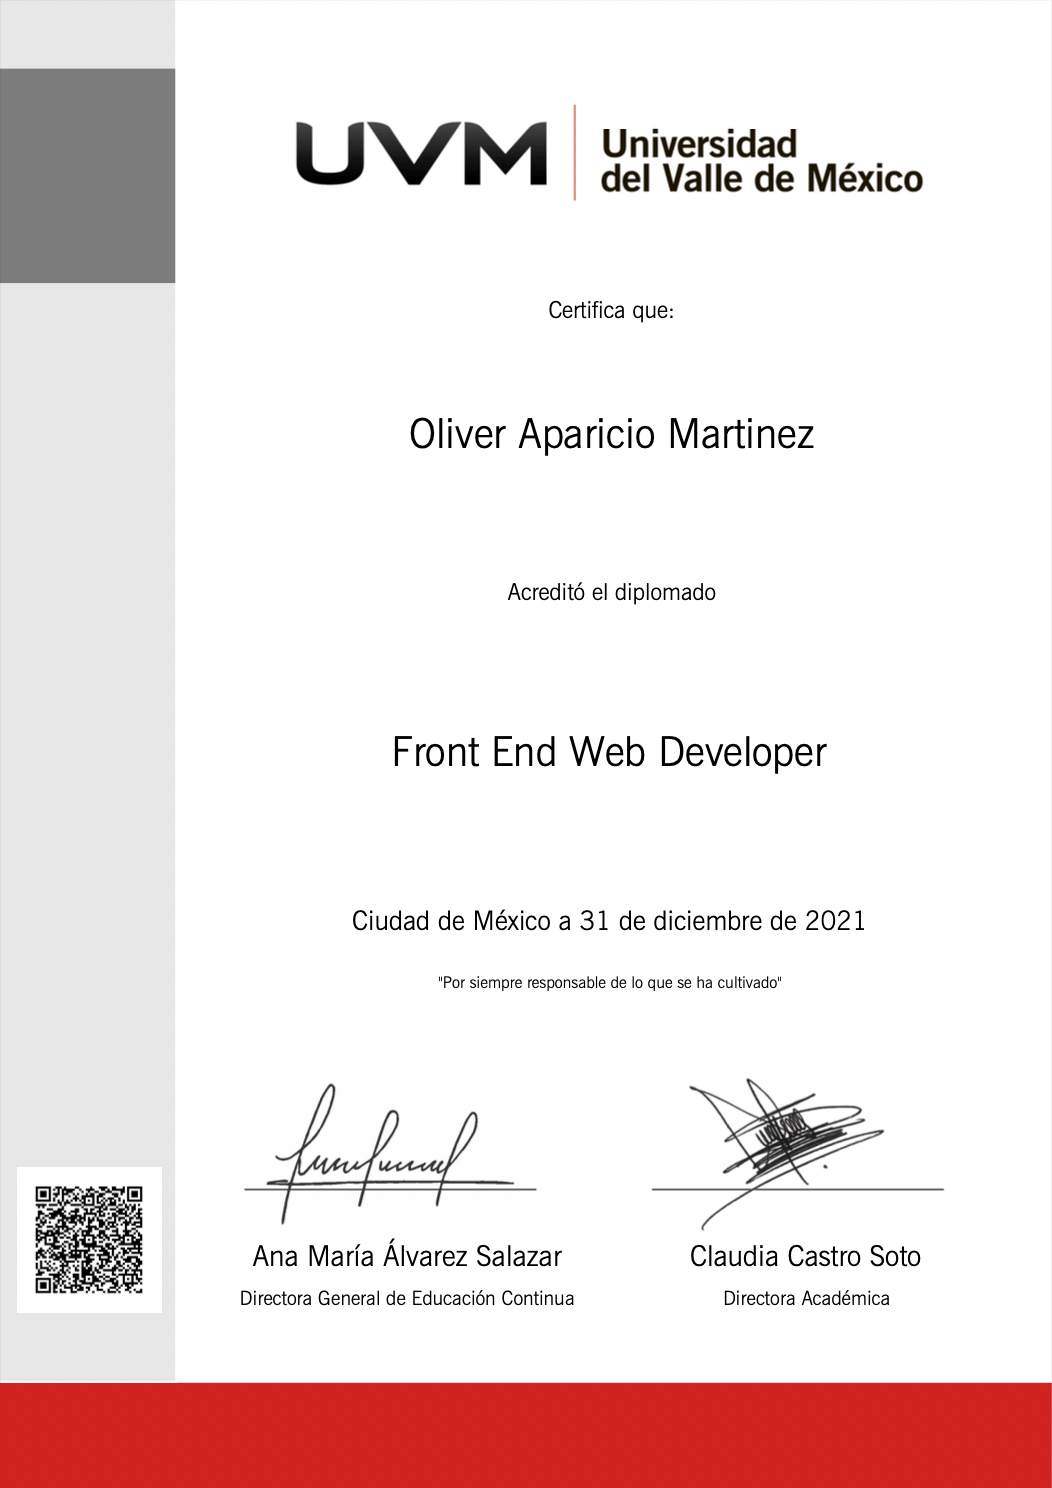 UVM
Universidad
del Valle de México
Certifica que:
Oliver Aparicio Martinez
Acreditó el diplomado
Front End Web Developer
Ciudad de México a 31 de diciembre de 2021
"Por siempre responsable de lo que se ha cultivado"
Ana María Álvarez Salazar
Directora General de Educación Continua
Claudia Castro Soto
Directora Académica